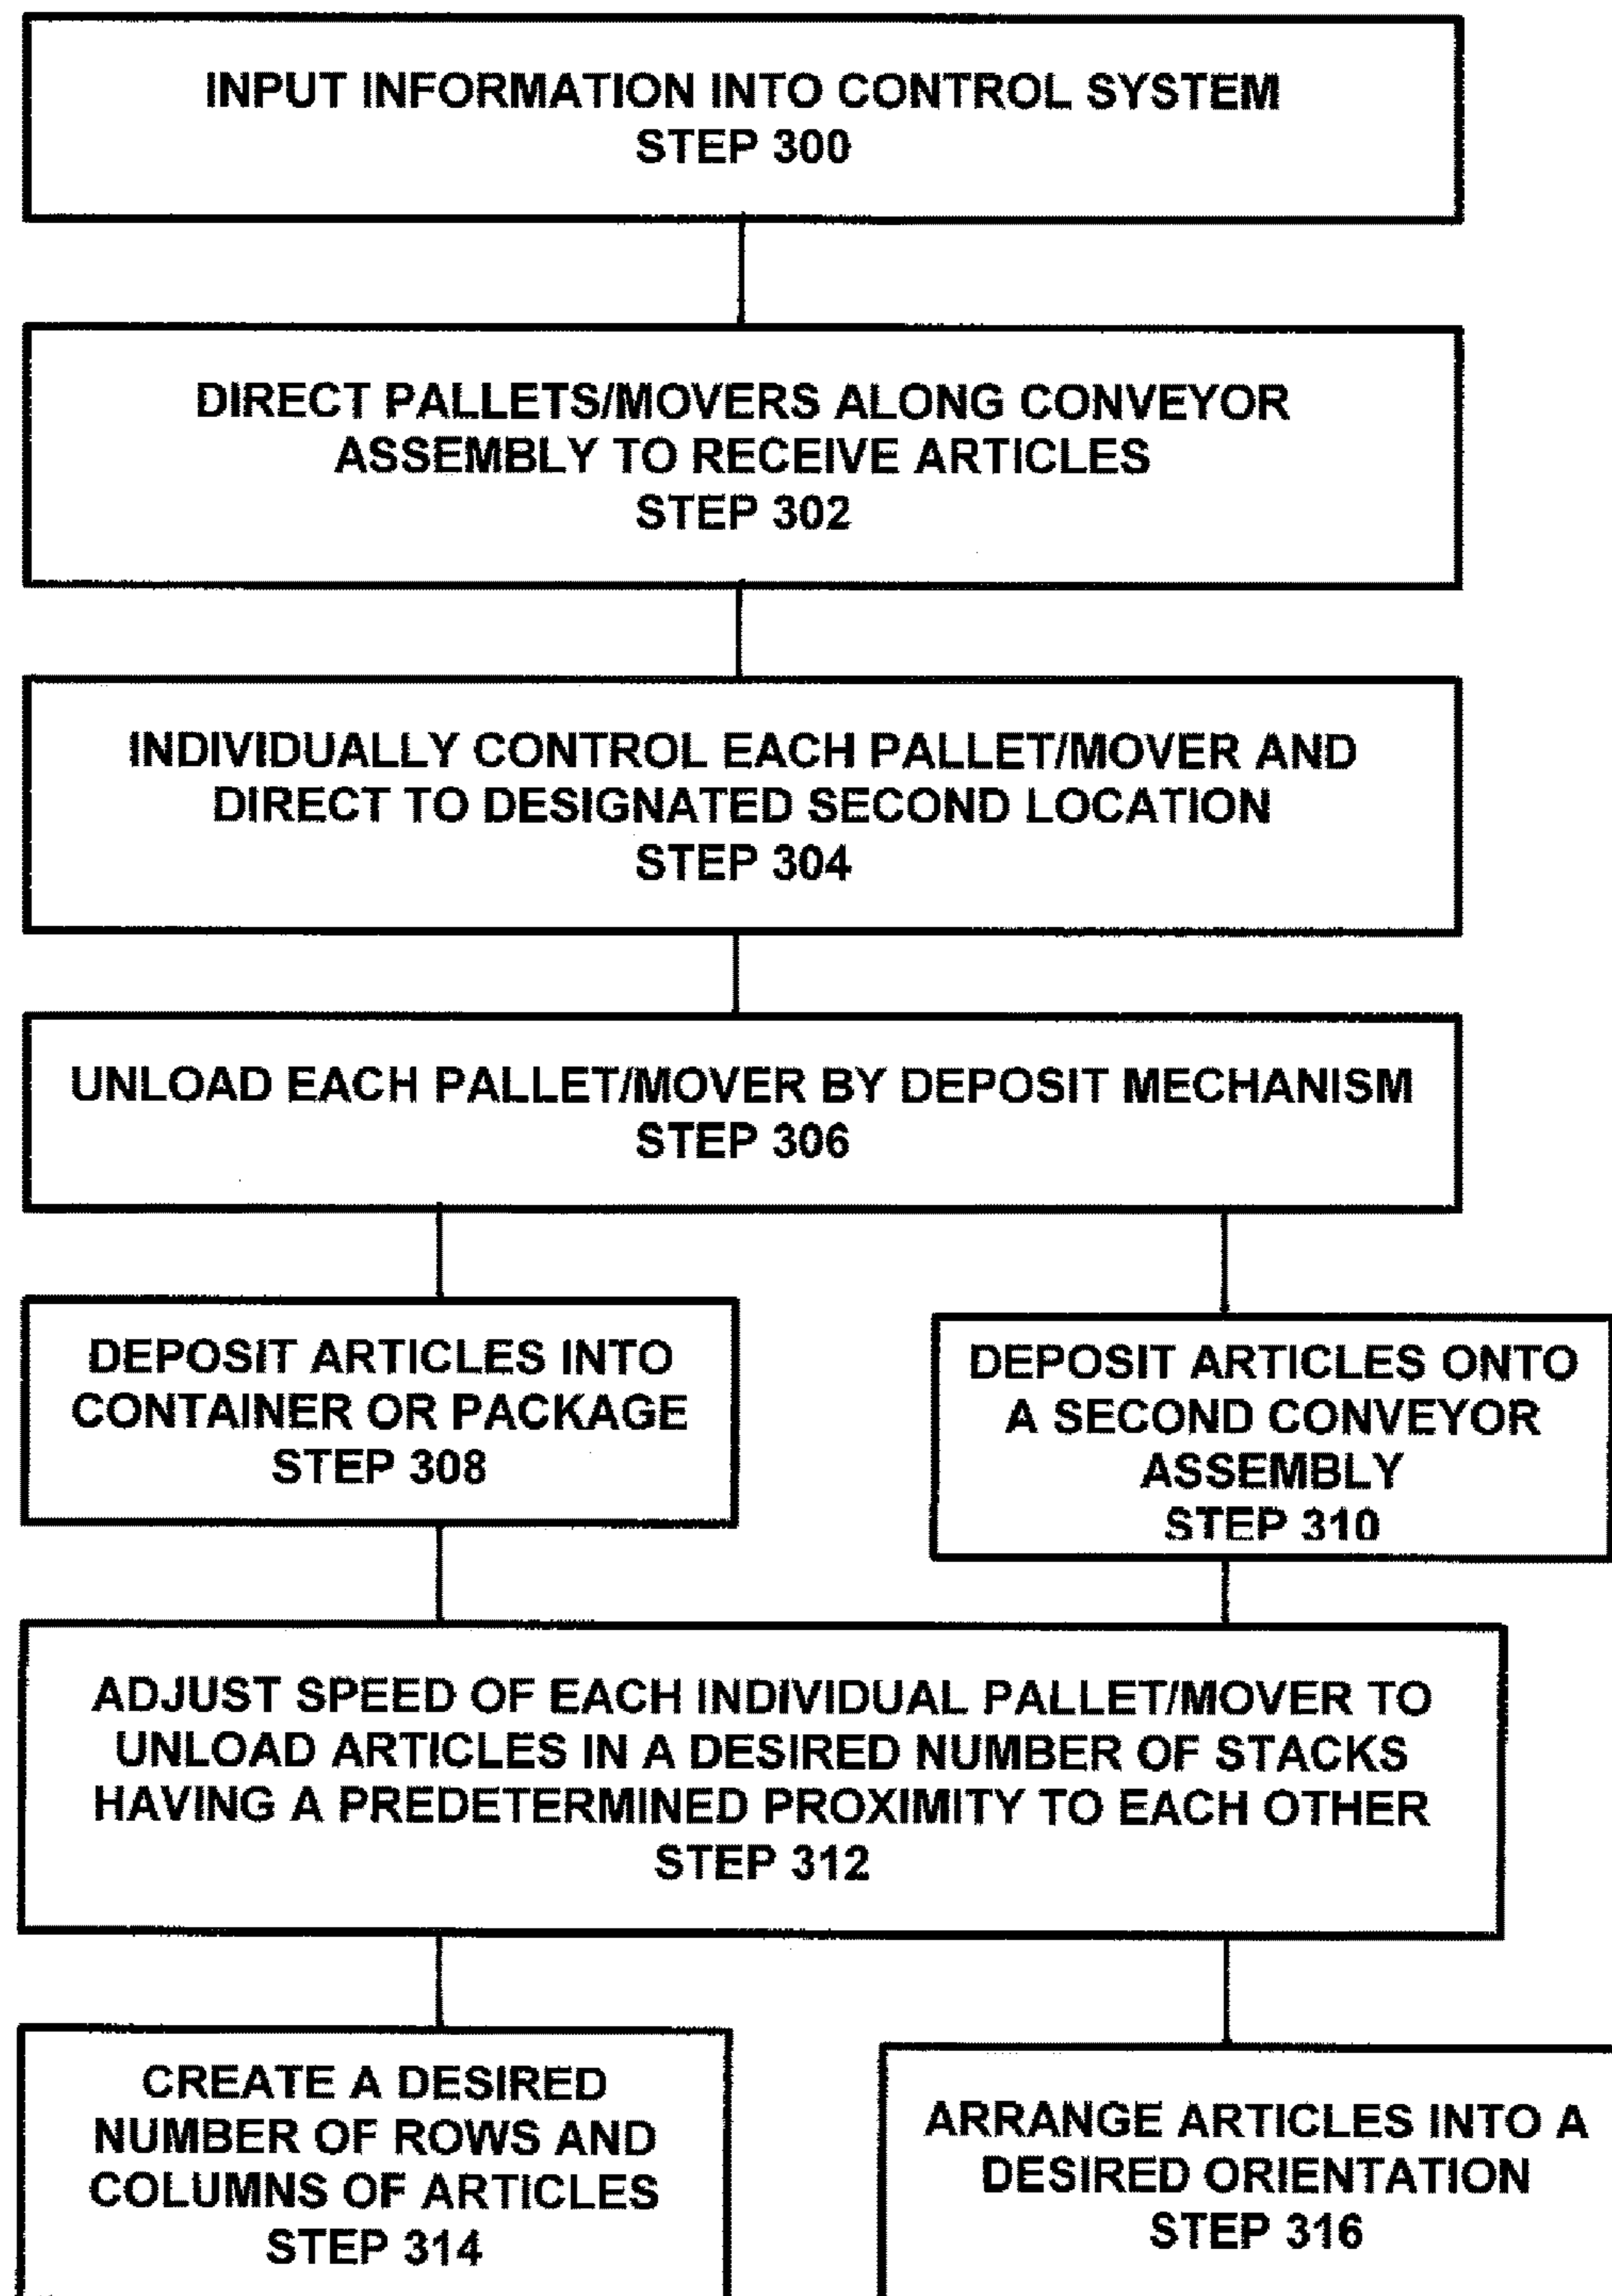 INPUT INFORMATION INTO CONTROL SYSTEM
STEP 300
DIRECT PALLETS/MOVERS ALONG CONVEYOR
ASSEMBLY TO RECEIVE ARTICLES
STEP 302
INDIVIDUALLY CONTROL EACH PALLET/MOVER AND
DIRECT TO DESIGNATED SECOND LOCATION
STEP 304
UNLOAD EACH PALLET/MOVER BY DEPOSIT MECHANISM
STEP 306
DEPOSIT ARTICLES INTO
CONTAINER OR PACKAGE
STEP 308
DEPOSIT ARTICLES ONTO
A SECOND CONVEYOR
ASSEMBLY
STEP 310
ADJUST SPEED OF EACH INDIVIDUAL PALLET/MOVER TO
UNLOAD ARTICLES IN A DESIRED NUMBER OF STACKS
HAVING A PREDETERMINED PROXIMITY TO EACH OTHER
STEP 312
CREATE A DESIRED
NUMBER OF ROWS AND
COLUMNS OF ARTICLES
STEP 314
ARRANGE ARTICLES INTO A
DESIRED ORIENTATION
STEP 316